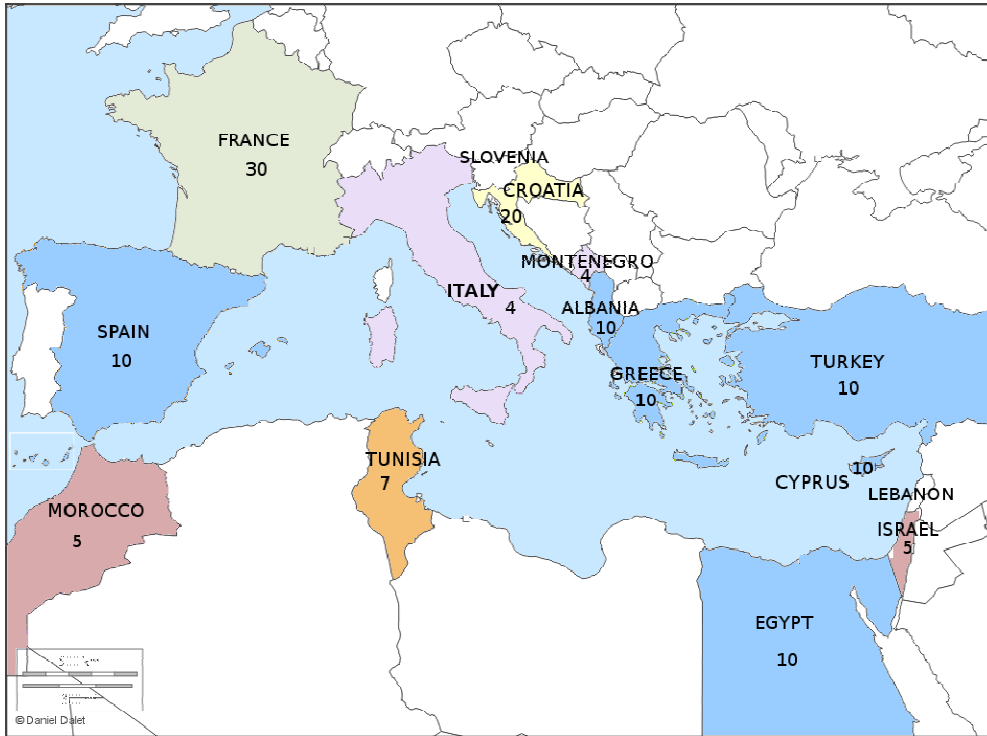 FRANCE
30
SLOVENIA
CROATIA
20
MONTENEGRO
4
ITALY
4
ALBANIA
10
SPAIN
10
GREECE
10
TURKEY
10
TUNISIA
7
CYPRUS
10
LEBANON
MOROCCO
5
ISRAEL
5
EGYPT
10
© Daniel Dalet